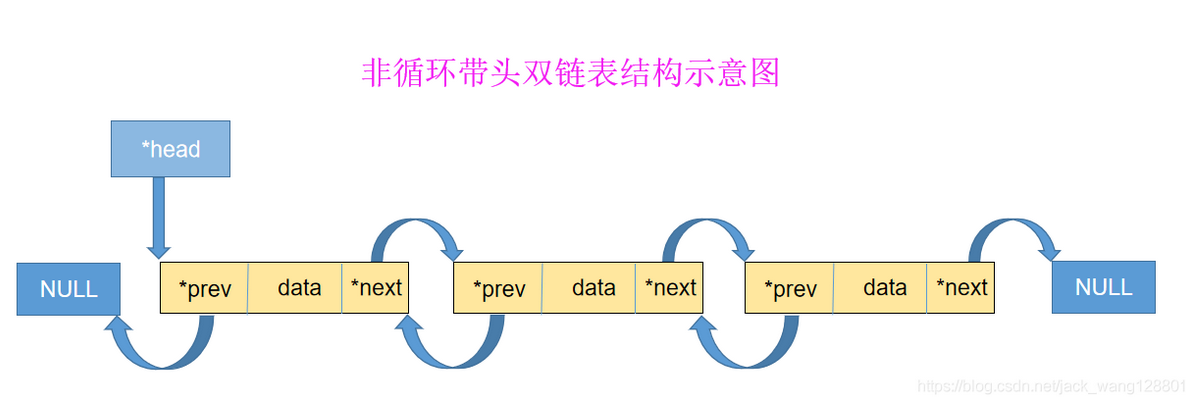 非循环带头双链表结构示意图
*head
NULL *prev data *next *prev data *next *prev data *next NULL
https://blog.csdn.net/jack_wang128801